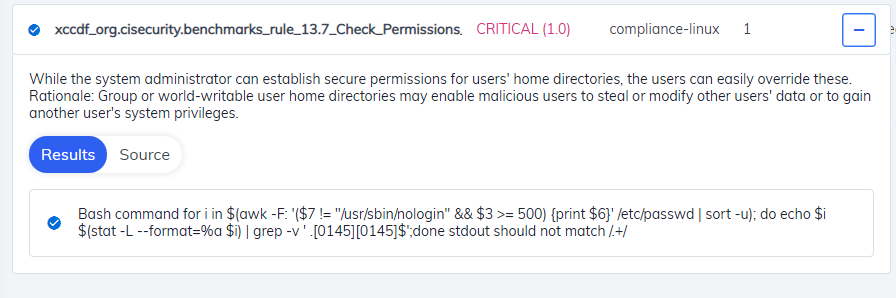 xccdf_org.cisecurity.benchmarks_rule_13.7_Check_Permissions. CRITICAL (1.0) compliance-linux 1 −
While the system administrator can establish secure permissions for users' home directories, the users can easily override these.
Rationale: Group or world-writable user home directories may enable malicious users to steal or modify other users' data or to gain
another user's system privileges.
Results Source
Bash command for i in $(awk -F: '($7 != "/usr/sbin/nologin" && $3 >= 500) {print $6}' /etc/passwd | sort -u); do echo $i
$(stat -L --format=%a $i) | grep -v ' .[0145][0145]$';done stdout should not match /.+/